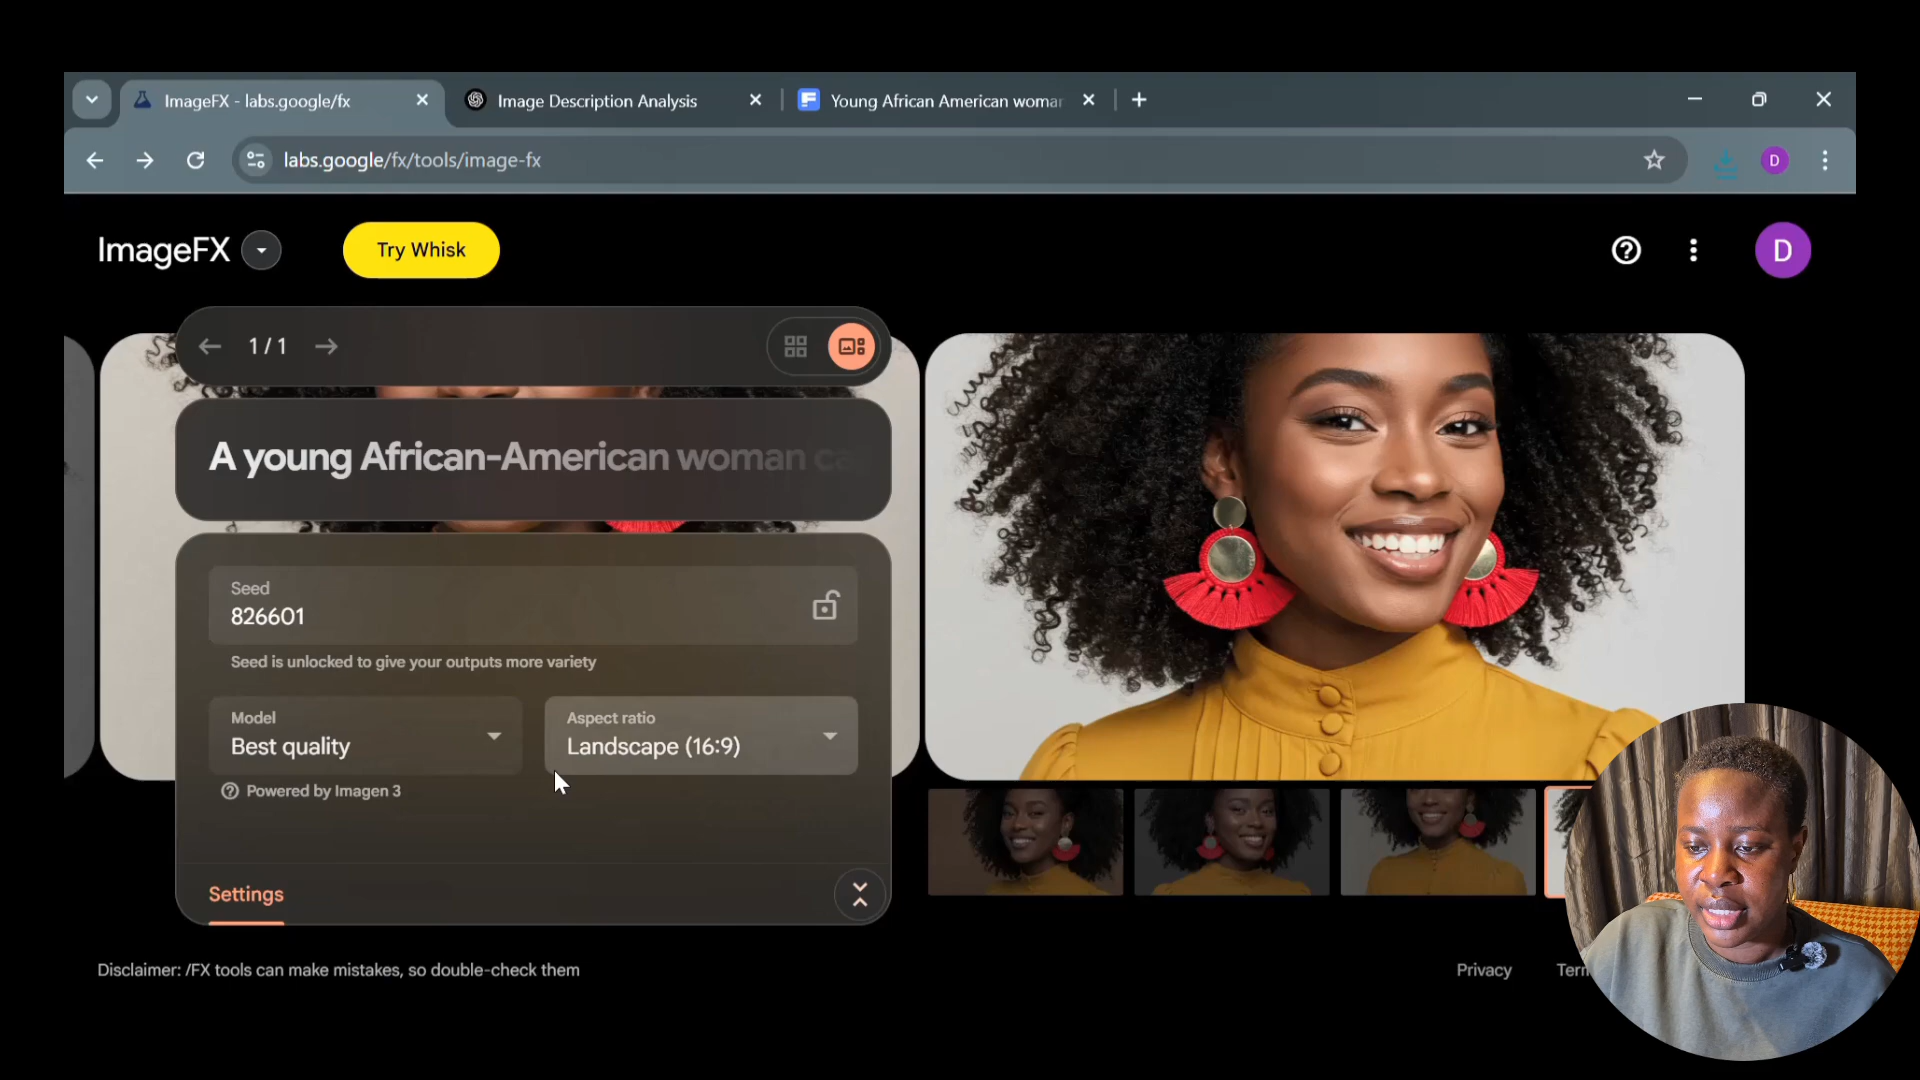 ImageFX - labs.google/fx
Image Description Analysis
Young African American woman
labs.google/fx/tools/image-fx
D
ImageFX
Try Whisk
D
1 / 1
A young African-American woman
Seed
826601
Seed is unlocked to give your outputs more variety
Model
Best quality
Aspect ratio
Landscape (16:9)
Powered by Imagen 3
Settings
Disclaimer: /FX tools can make mistakes, so double-check them
Privacy